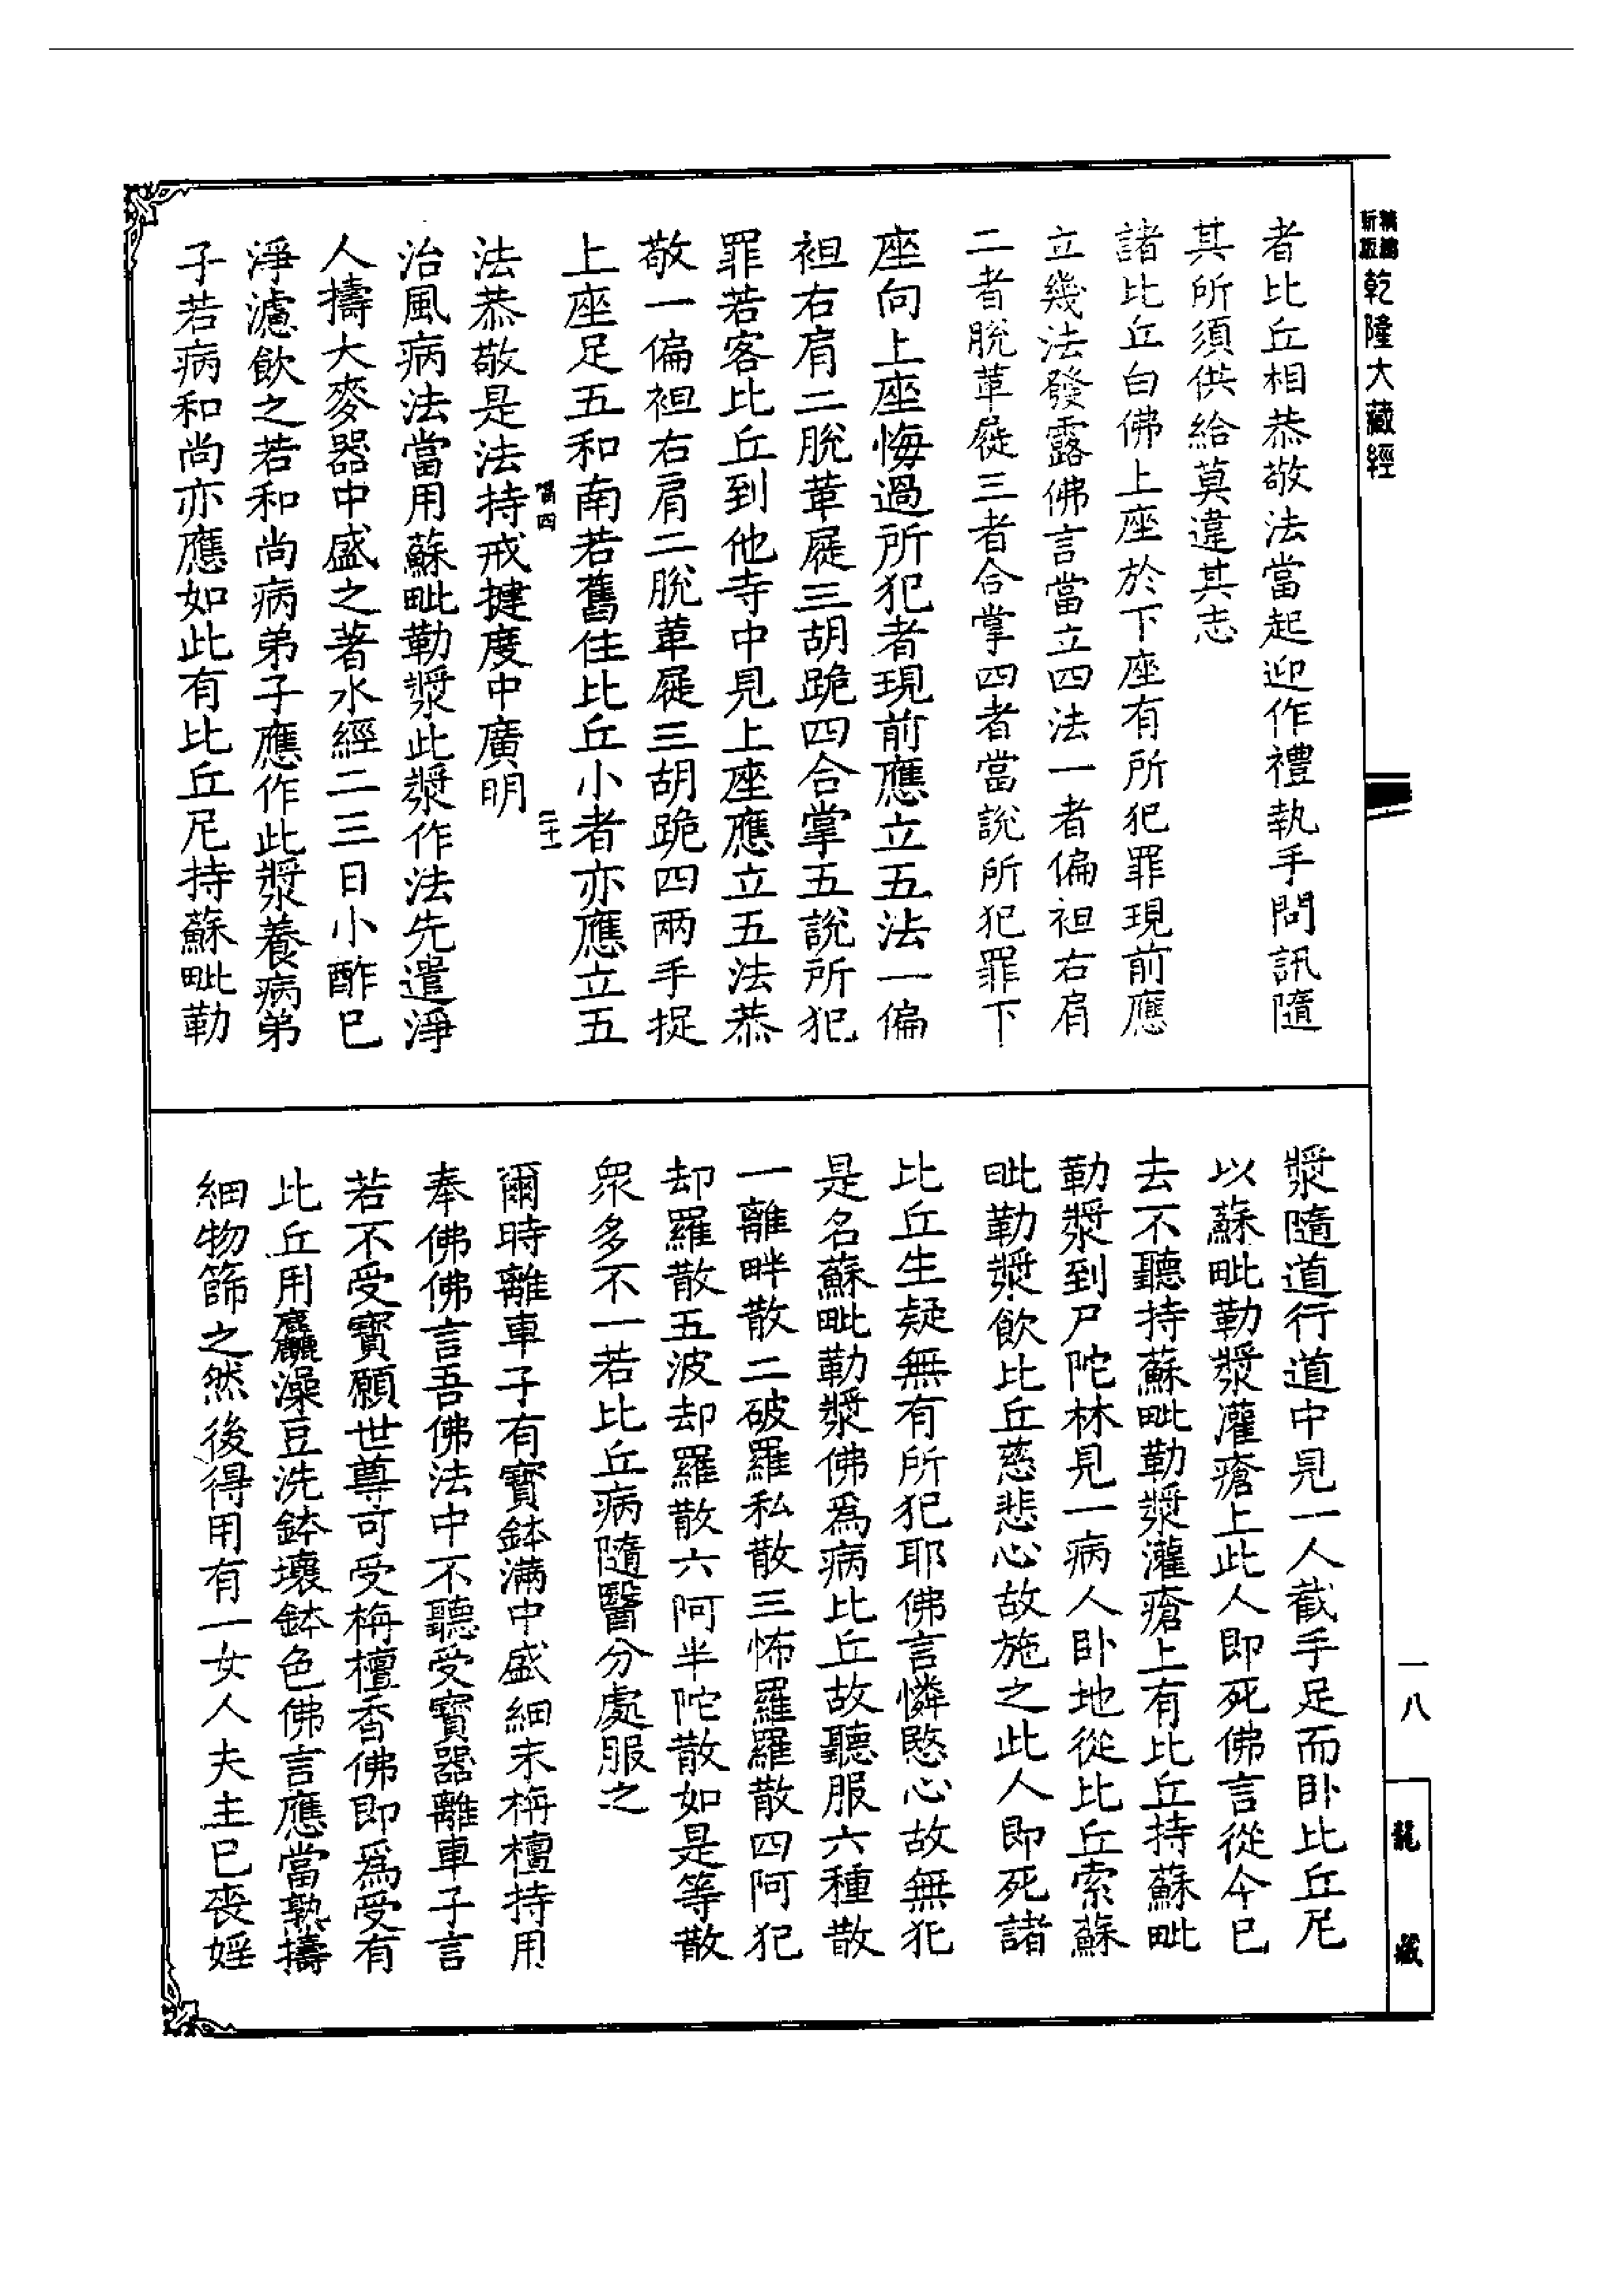 新版
精編
乾隆大藏經
者比丘相恭敬法當起迎作禮執手問訊隨
其所須供給莫違其志
諸比丘白佛上座於下座有所犯罪現前應
立幾法發露佛言當立四法一者偏袒右肩
二者脫革屣三者合掌四者當說所犯罪下
座向上座悔過所犯者現前應立五法一偏
袒右肩二脫革屣三胡跪四合掌五說所犯
罪若客比丘到他寺中見上座應立五法恭
敬一偏袒右肩二脫革屣三胡跪四兩手捉
上座足五和南若舊住比丘小者亦應立五
二十
法恭敬是法持戒揵度中廣明
治風病法當用蘇毗勒漿此漿作法先遣淨
人擣大麥器中盛之著水經二三日小酢已
淨濾飲之若和尚病弟子應作此漿養病弟
子若病和尚亦應如此有比丘尼持蘇毗勒
漿隨道行道中見一人截手足而卧比丘尼
以蘇毗勒漿灌瘡上此人即死佛言從今已
去不聽持蘇毗勒漿灌瘡上有比丘持蘇毗
勒漿到尸陀林見一病人卧地從比丘索蘇
毗勒漿飲比丘慈悲心故施之此人即死諸
比丘生疑無有所犯耶佛言憐愍心故無犯
是名蘇毗勒漿佛為病比丘故聽服六種散
一離畔散二破羅私散三怖羅羅散四阿犯
却羅散五波却羅散六阿半陀散如是等散
眾多不一若比丘病隨醫分處服之
爾時離車子有寶鉢滿中盛細末栴檀持用
奉佛佛言吾佛法中不聽受寶器離車子言
若不受寶願世尊可受栴檀香佛即為受有
比丘用麤澡豆洗鉢壞鉢色佛言應當熟擣
細物篩之然後得用有一女人夫主已喪婬
一八
龍藏